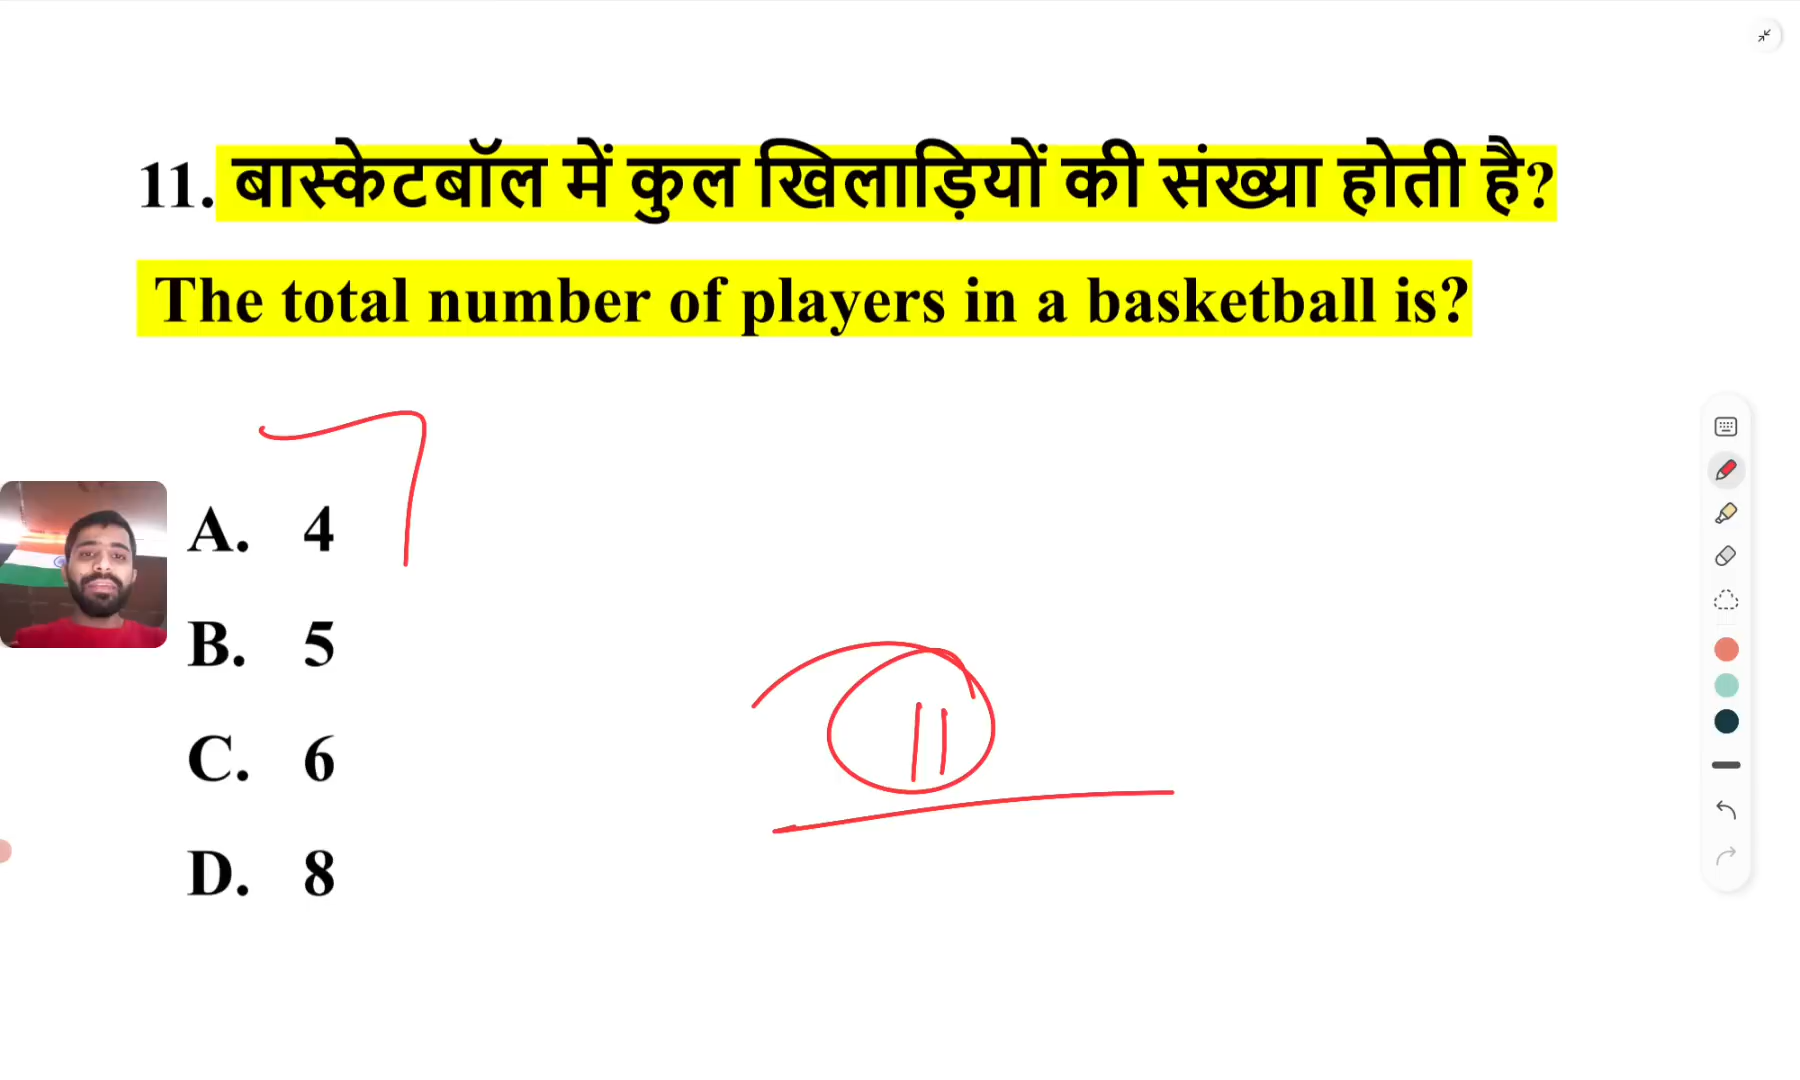 11. बास्केटबॉल में कुल खिलाड़ियों की संख्या होती है?
The total number of players in a basketball is?
A. 4
B. 5
C. 6
D. 8
11